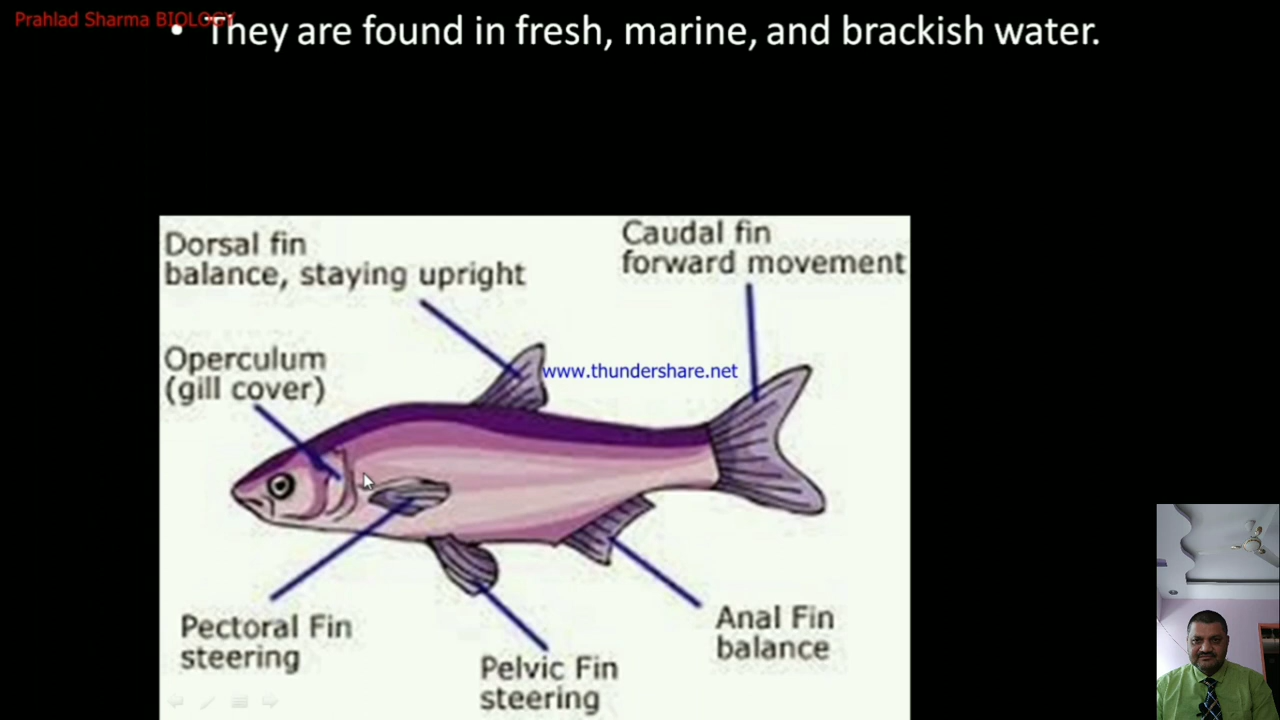 Prahlad Sharma BIOLOGY
• They are found in fresh, marine, and brackish water.
Dorsal fin
balance, staying upright
Caudal fin
forward movement
Operculum
(gill cover)
www.thundershare.net
Pectoral Fin
steering
Pelvic Fin
steering
Anal Fin
balance